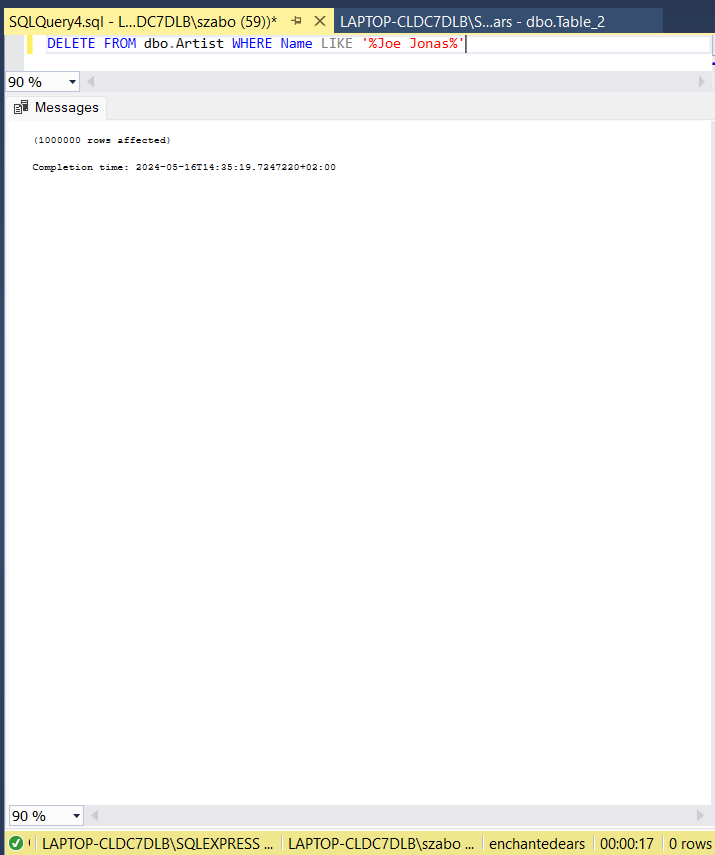 SQLQuery4.sql - L...DC7DLB\szabo (59))*
LAPTOP-CLDC7DLB\S...ars - dbo.Table_2
DELETE FROM dbo.Artist WHERE Name LIKE '%Joe Jonas%'
90 %
Messages
(1000000 rows affected)
Completion time: 2024-05-16T14:35:19.7247220+02:00
90 %
LAPTOP-CLDC7DLB\SQLEXPRESS ... LAPTOP-CLDC7DLB\szabo ... enchantedears 00:00:17 0 rows